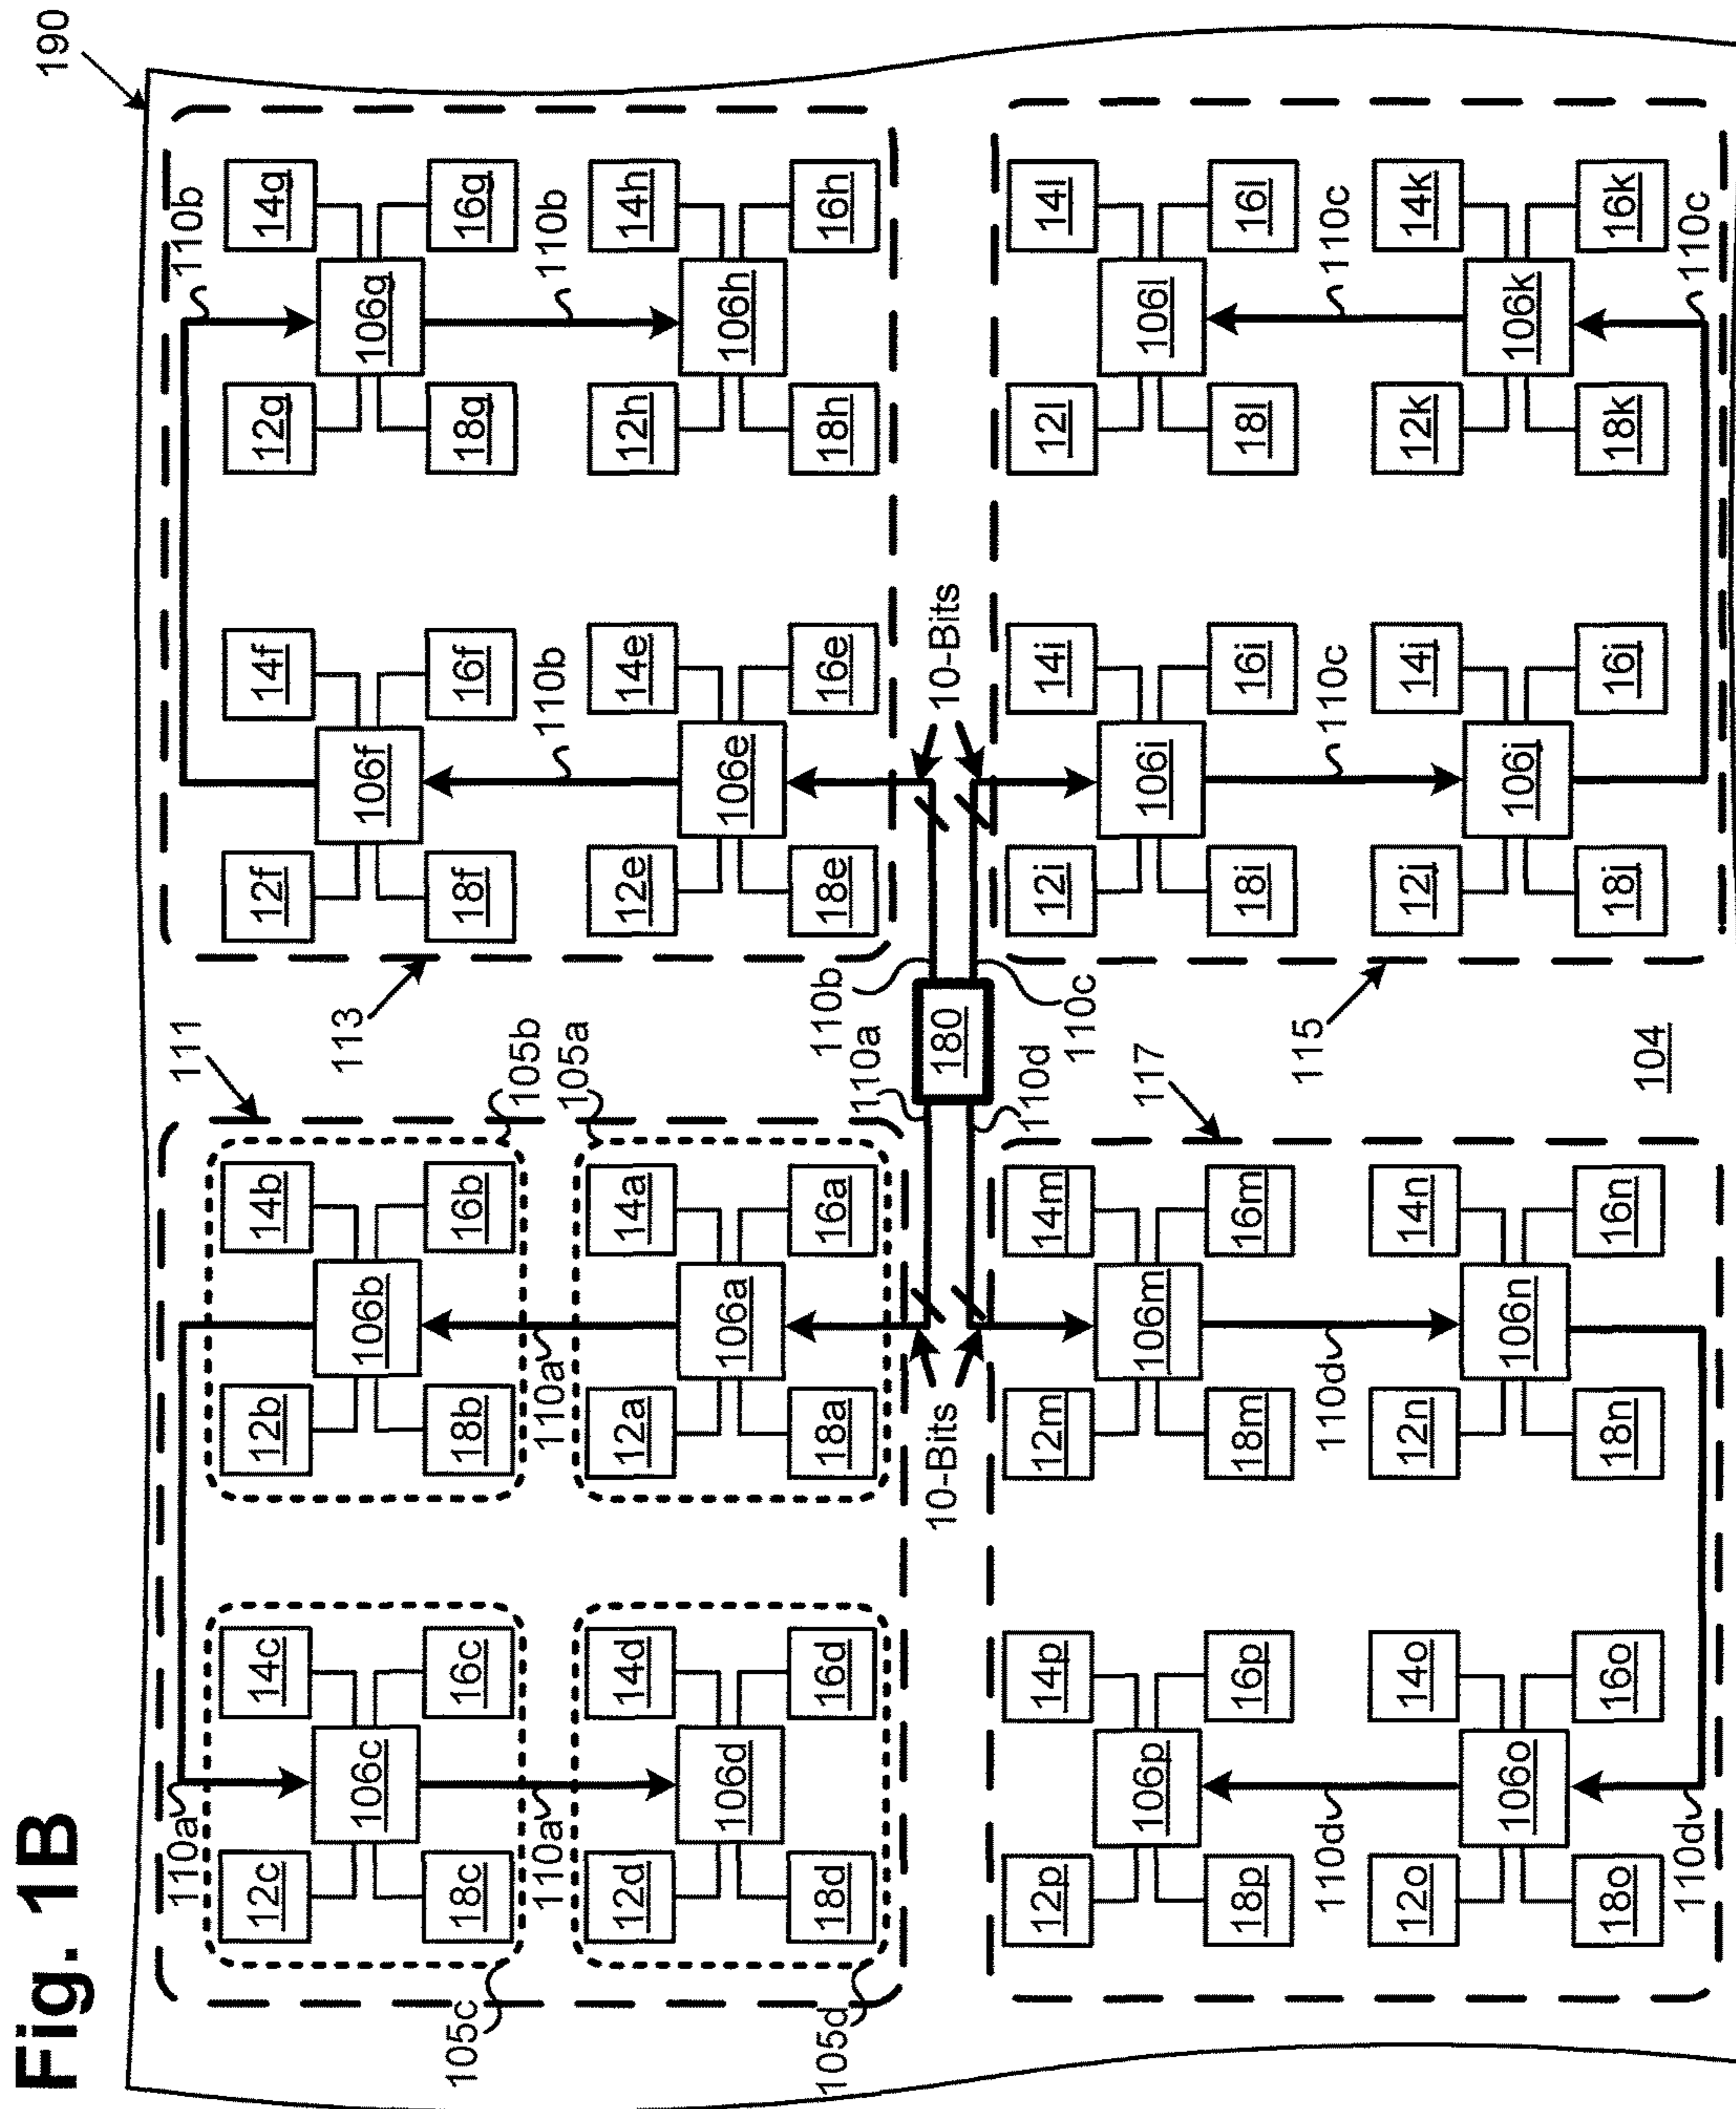 Fig. 1B 190
110a 111 110b
12c 14c 12b 14b 12f 14f 12g 14g
113
106c 106b 106f 106g
105c 18c 16c 18b 16b 18f 16f 18g 16g
105b
110a 110a 110b 110b
105a
12d 14d 12a 14a 12e 14e 12h 14h
106d 106a 106e 106h
105d 18d 16d 18a 16a 110b 18e 16e 18h 16h
110a
10-Bits 180 10-Bits
110d
110c
12p 14p 12m 14m 12i 14i 12l 14l
106p 106m 117 106i 106l
18p 16p 18m 16m 18i 16i 18l 16l
115
110d 110d 110c 110c
12o 14o 12n 14n 12j 14j 12k 14k
106o 106n 106j 106k
18o 16o 18n 16n 18j 16j 18k 16k
104
110d 110c